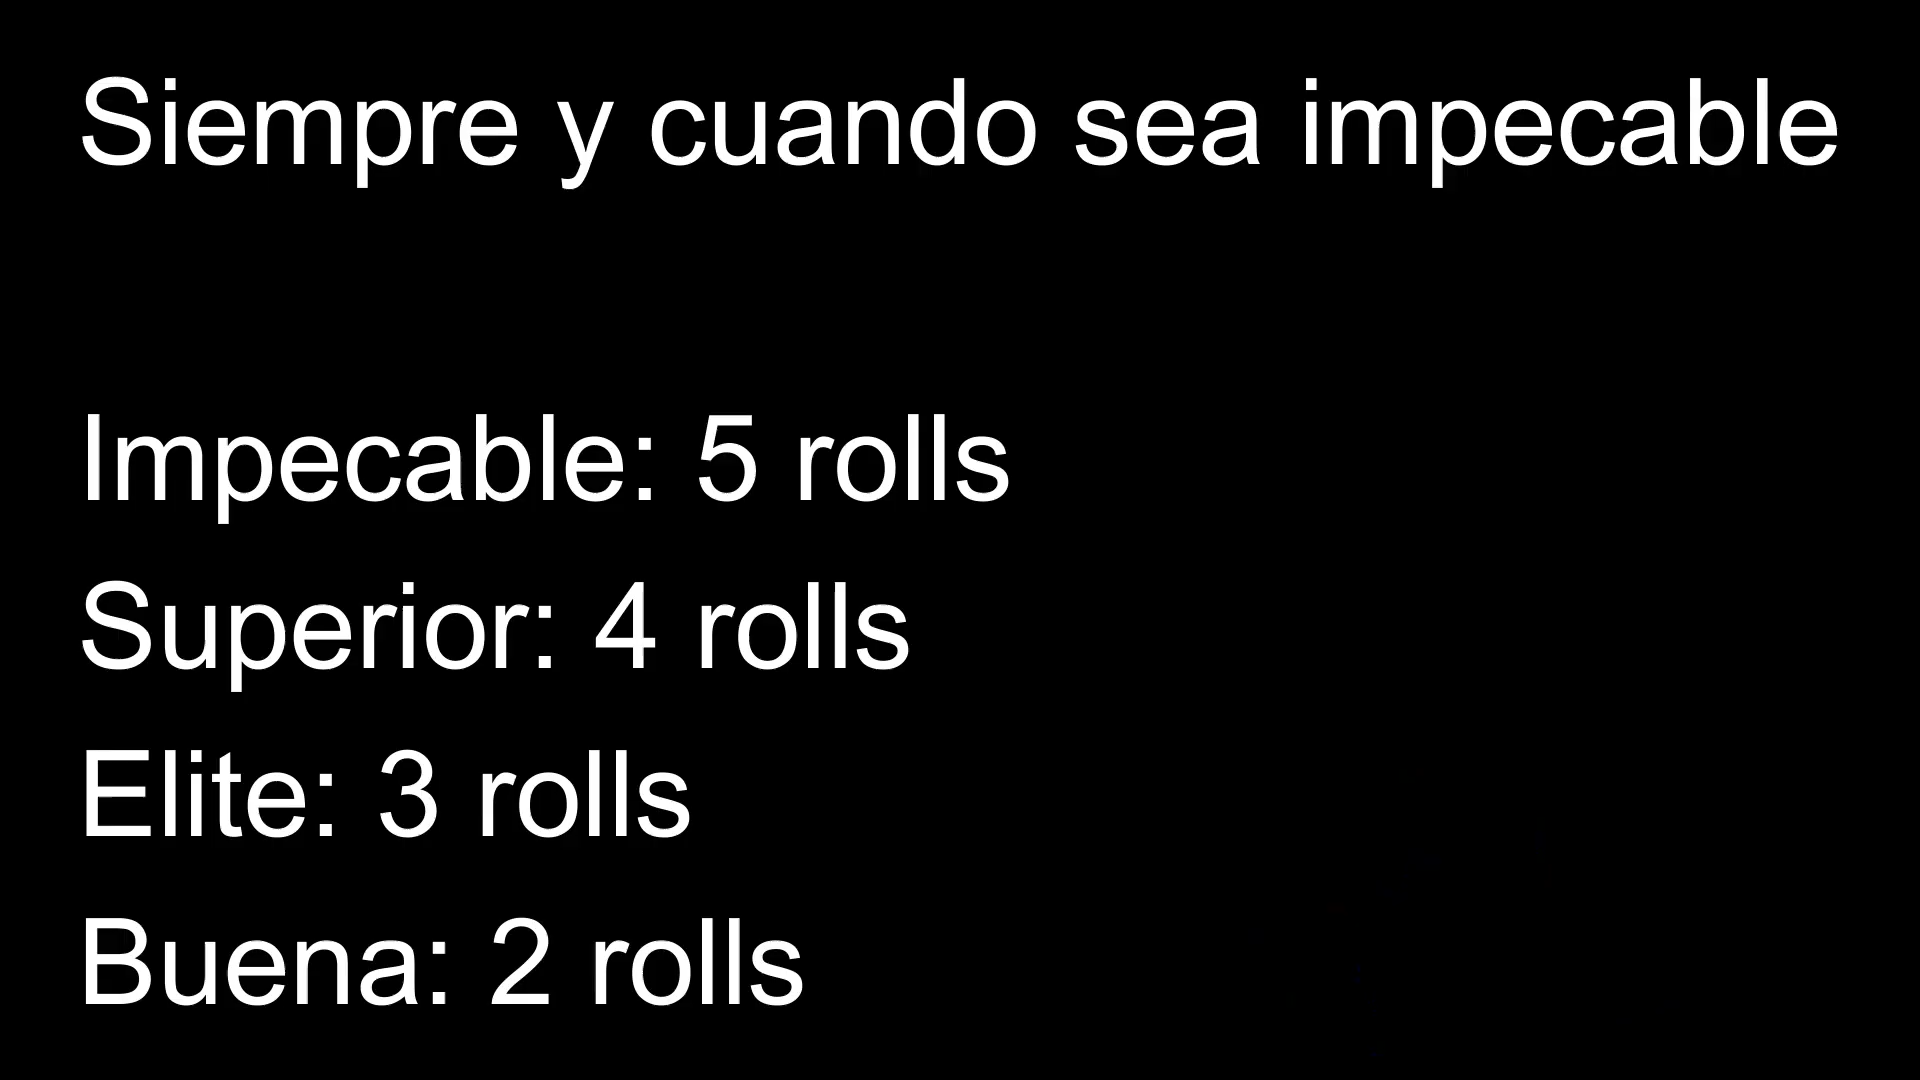 Siempre y cuando sea impecable
Impecable: 5 rolls
Superior: 4 rolls
Elite: 3 rolls
Buena: 2 rolls